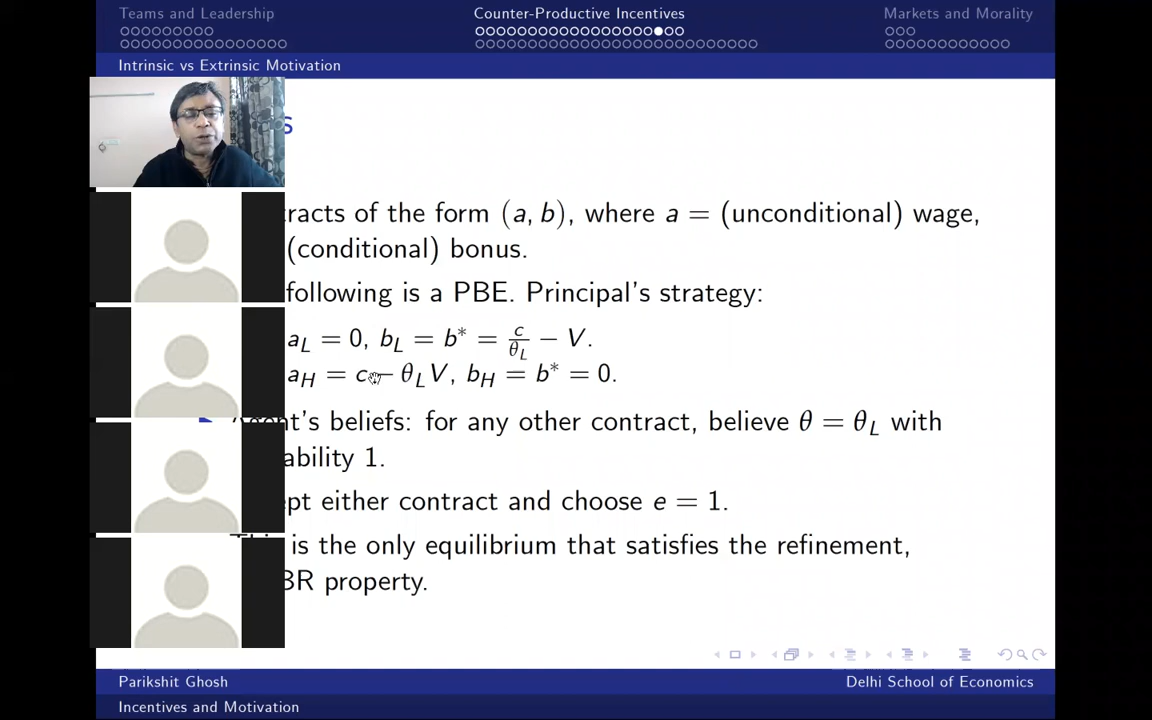 Teams and Leadership
Counter-Productive Incentives
Markets and Morality
Intrinsic vs Extrinsic Motivation
s
tracts of the form (a, b), where a = (unconditional) wage,
(conditional) bonus.
following is a PBE. Principal's strategy:
a_L = 0, b_L = b* = c/θ_L − V.
a_H = c − θ_L V, b_H = b* = 0.
Agent's beliefs: for any other contract, believe θ = θ_L with
ability 1.
ept either contract and choose e = 1.
This is the only equilibrium that satisfies the refinement,
BR property.
Parikshit Ghosh
Delhi School of Economics
Incentives and Motivation